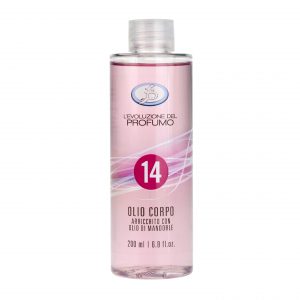 L'EVOLUZIONE DEL
PROFUMO
14
OLIO CORPO
ARRICCHITO CON
OLIO DI MANDORLE
200 ml | 6.8 fl.oz.